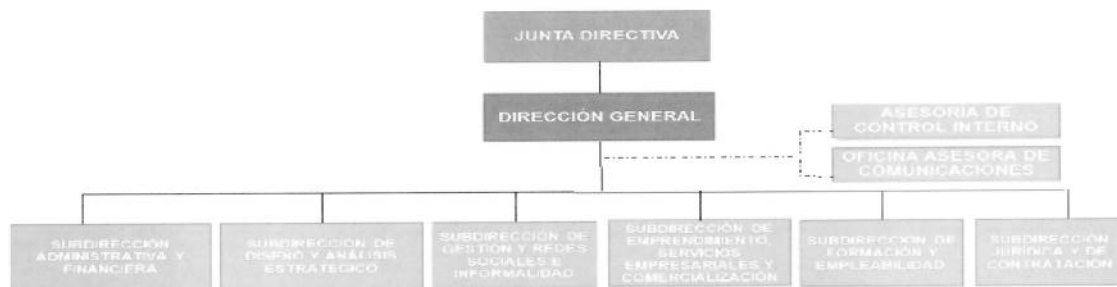 JUNTA DIRECTIVA
DIRECCIÓN GENERAL
ASESORÍA DE
CONTROL INTERNO
OFICINA ASESORA DE
COMUNICACIONES
SUBDIRECCIÓN
ADMINISTRATIVA Y
FINANCIERA
SUBDIRECCIÓN DE
DISEÑO Y ANÁLISIS
ESTRATÉGICO
SUBDIRECCIÓN DE
GESTIÓN Y REDES
SOCIALES E
INFORMALIDAD
SUBDIRECCIÓN DE
EMPRENDIMIENTO,
SERVICIOS
EMPRESARIALES Y
COMERCIALIZACIÓN
SUBDIRECCIÓN DE
FORMACIÓN Y
EMPLEABILIDAD
SUBDIRECCIÓN
JURÍDICA Y DE
CONTRATACIÓN